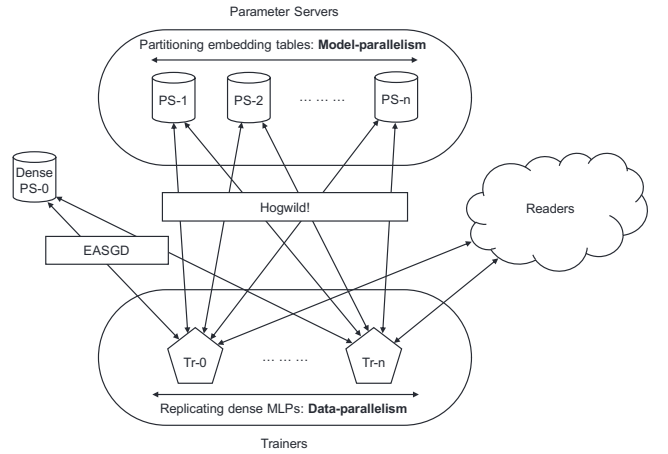 Parameter Servers
Partitioning embedding tables: Model-parallelism
PS-1
PS-2
... ... ...
PS-n
Dense
PS-0
Hogwild!
Readers
EASGD
Tr-0
... ... ...
Tr-n
Replicating dense MLPs: Data-parallelism
Trainers